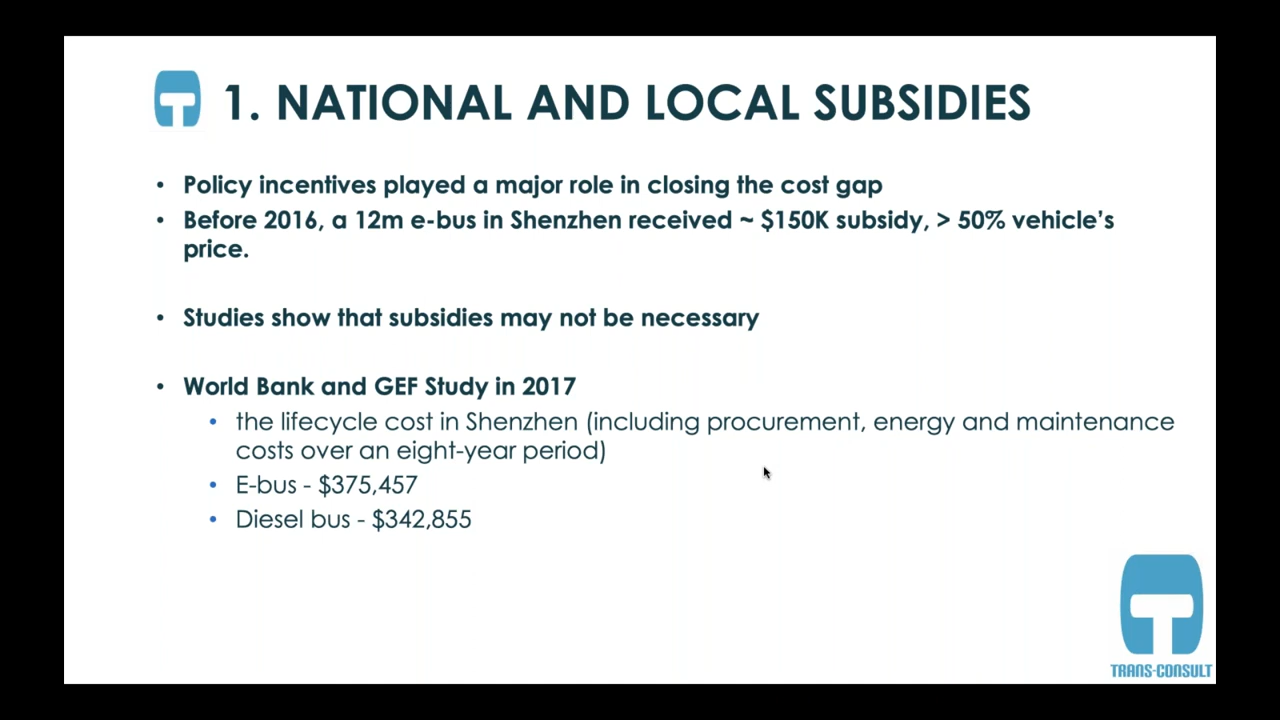 1. NATIONAL AND LOCAL SUBSIDIES
• Policy incentives played a major role in closing the cost gap
• Before 2016, a 12m e-bus in Shenzhen received ~ $150K subsidy, > 50% vehicle's
price.
• Studies show that subsidies may not be necessary
• World Bank and GEF Study in 2017
• the lifecycle cost in Shenzhen (including procurement, energy and maintenance
costs over an eight-year period)
• E-bus - $375,457
• Diesel bus - $342,855
TRANS-CONSULT